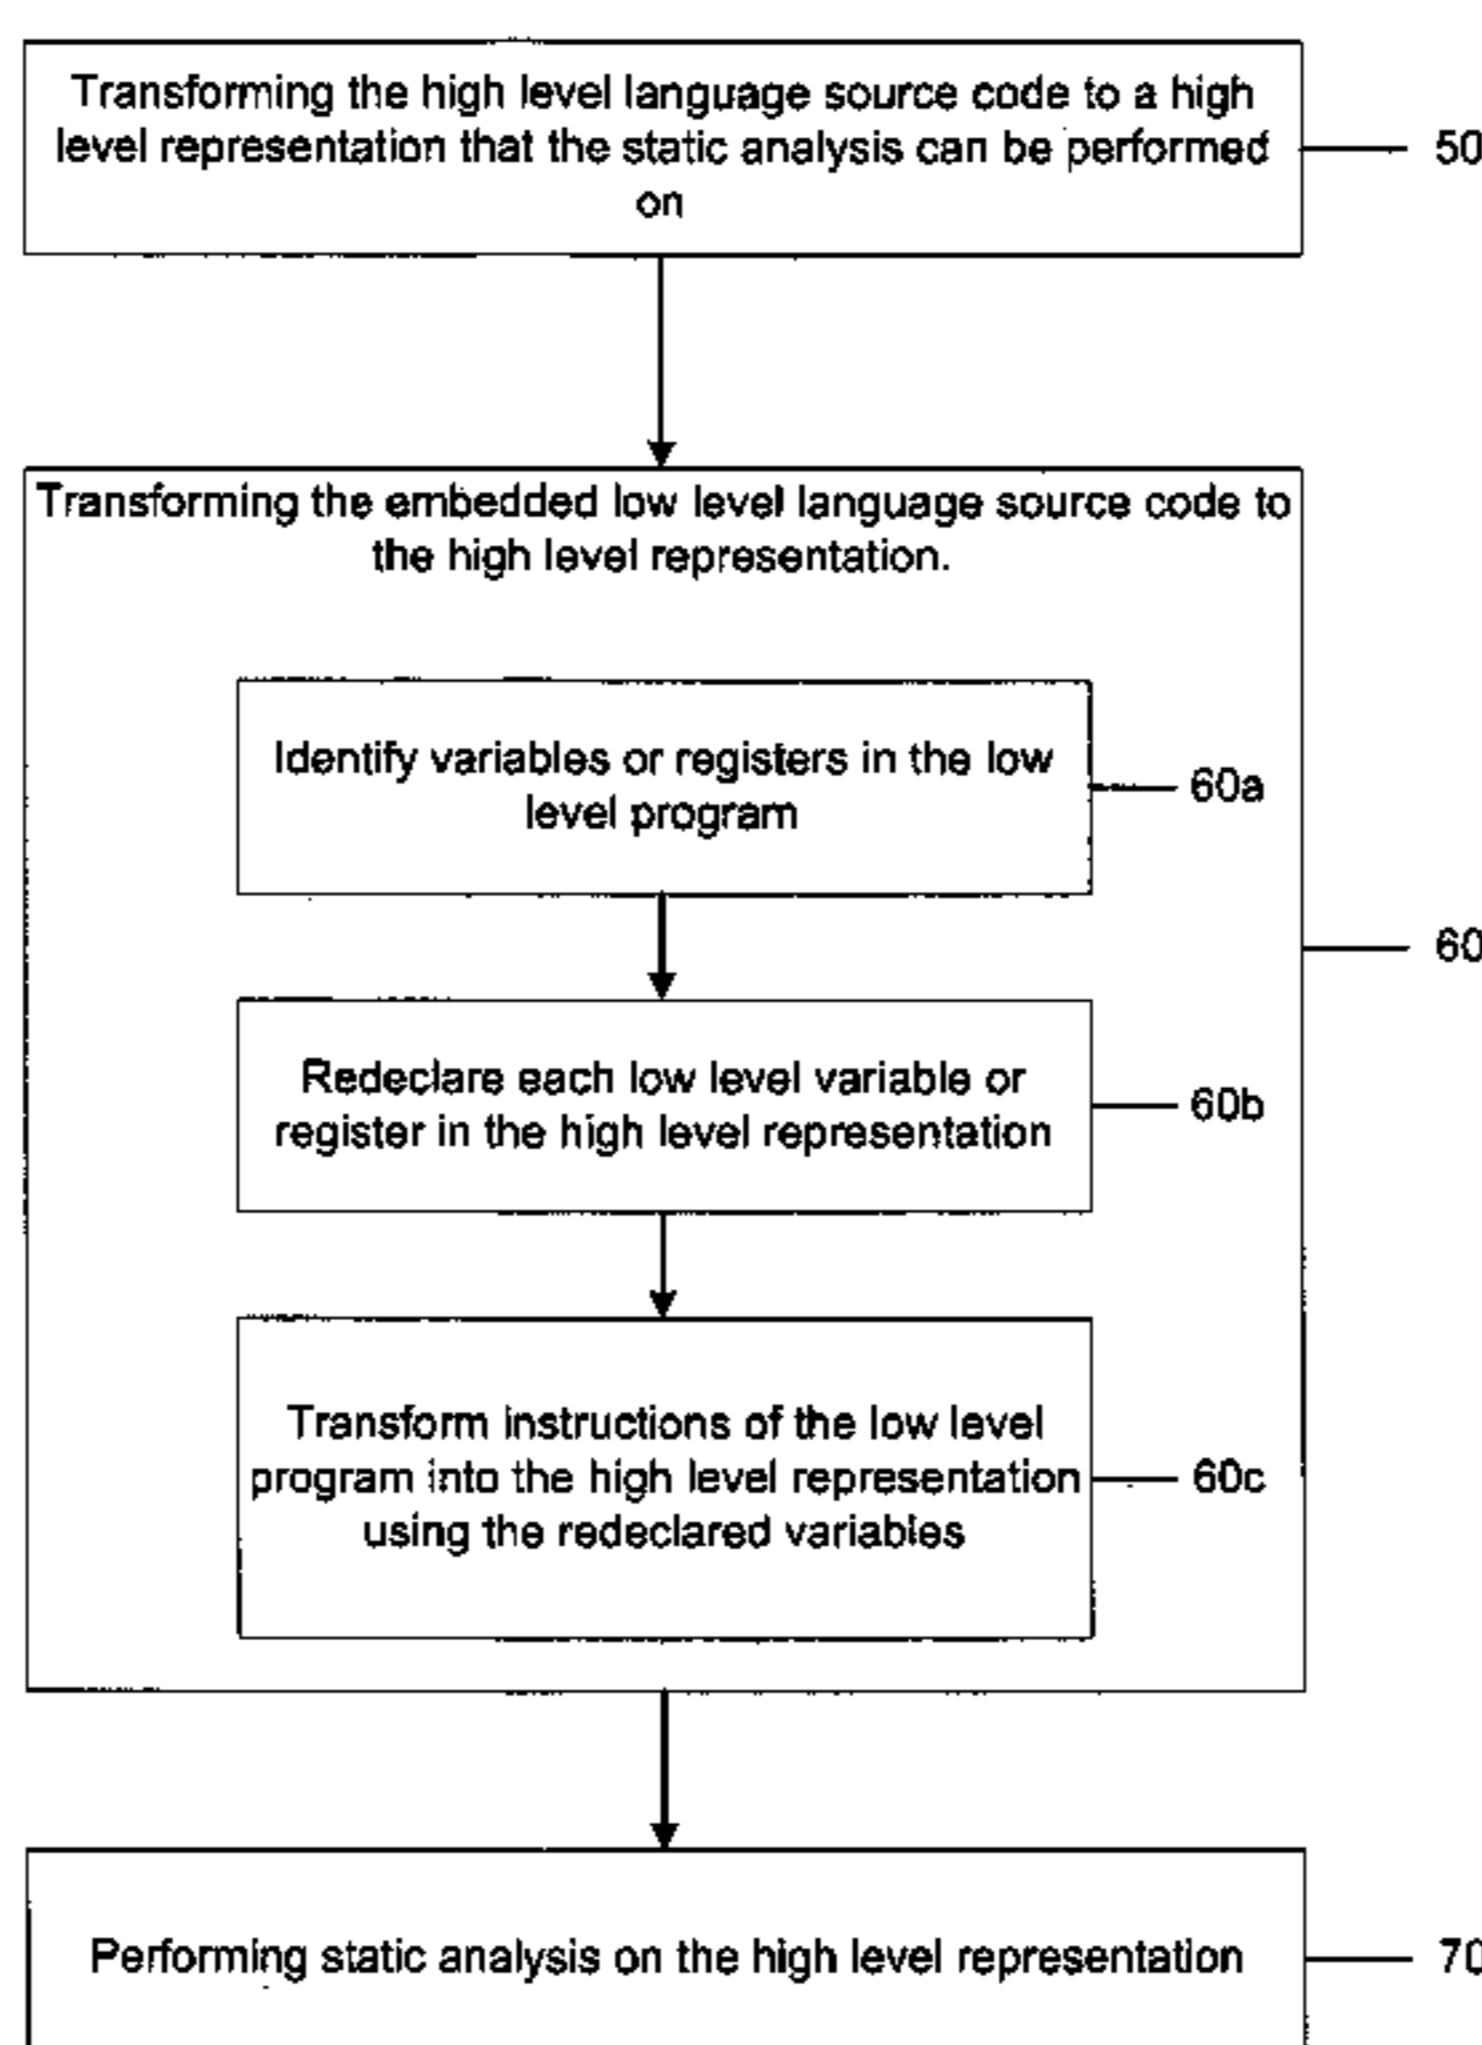 Transforming the high level language source code to a high
level representation that the static analysis can be performed
on
50
Transforming the embedded low level language source code to
the high level representation.
Identify variables or registers in the low
level program
60a
60
Redeclare each low level variable or
register in the high level representation
60b
Transform instructions of the low level
program into the high level representation
using the redeclared variables
60c
Performing static analysis on the high level representation
70